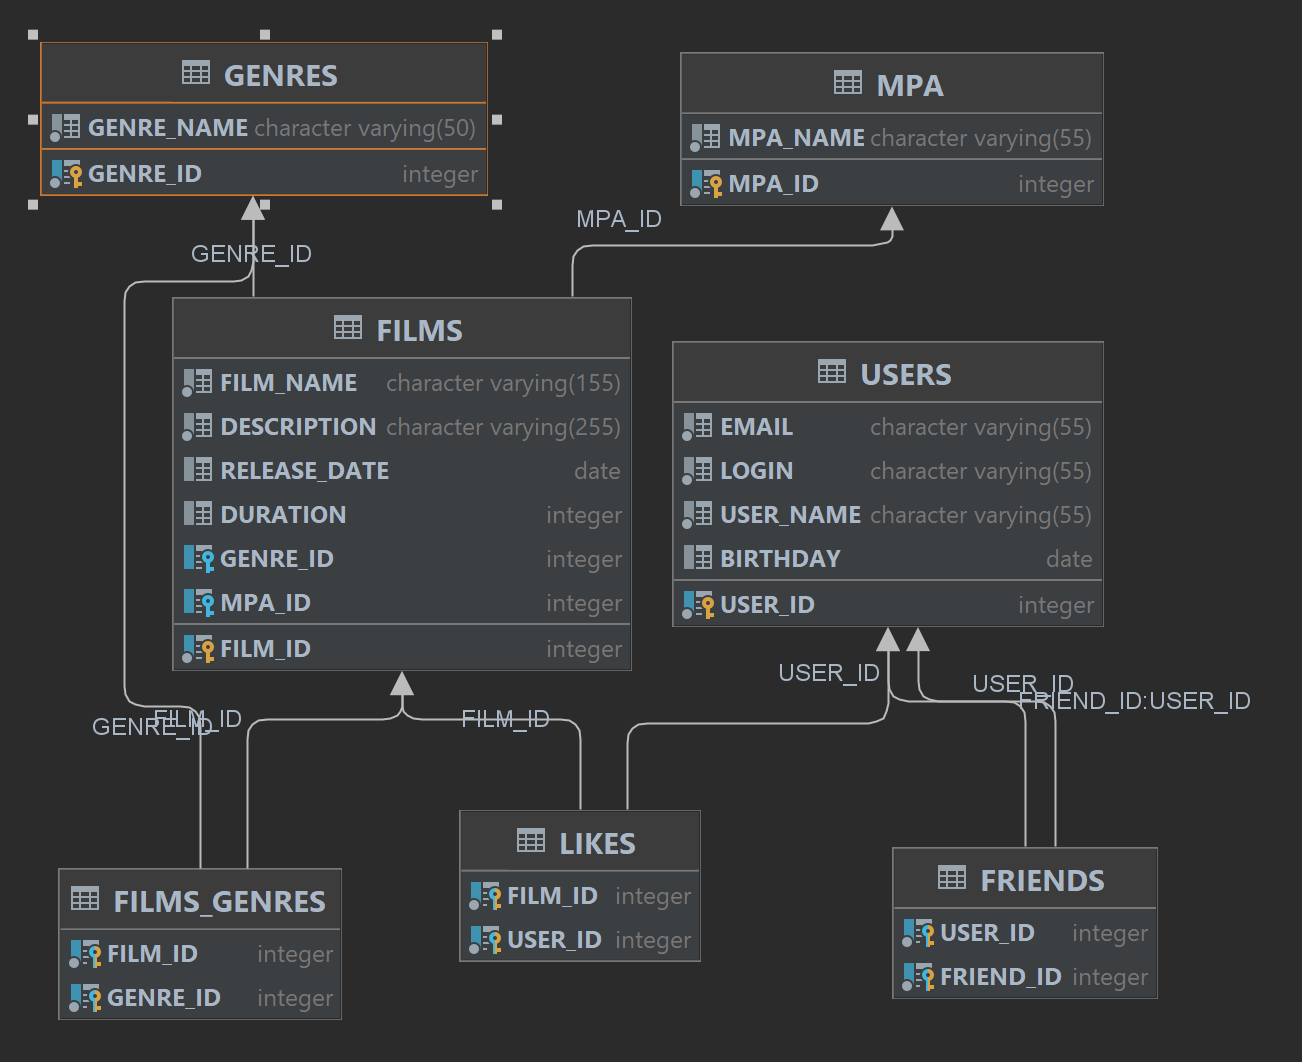 GENRES
GENRE_NAME character varying(50)
GENRE_ID integer
MPA
MPA_NAME character varying(55)
MPA_ID integer
MPA_ID
GENRE_ID
FILMS
FILM_NAME character varying(155)
DESCRIPTION character varying(255)
RELEASE_DATE date
DURATION integer
GENRE_ID integer
MPA_ID integer
FILM_ID integer
USERS
EMAIL character varying(55)
LOGIN character varying(55)
USER_NAME character varying(55)
BIRTHDAY date
USER_ID integer
USER_ID
USER_ID
FRIEND_ID:USER_ID
FILM_ID
GENRE_ID
FILM_ID
LIKES
FILM_ID integer
USER_ID integer
FRIENDS
USER_ID integer
FRIEND_ID integer
FILMS_GENRES
FILM_ID integer
GENRE_ID integer